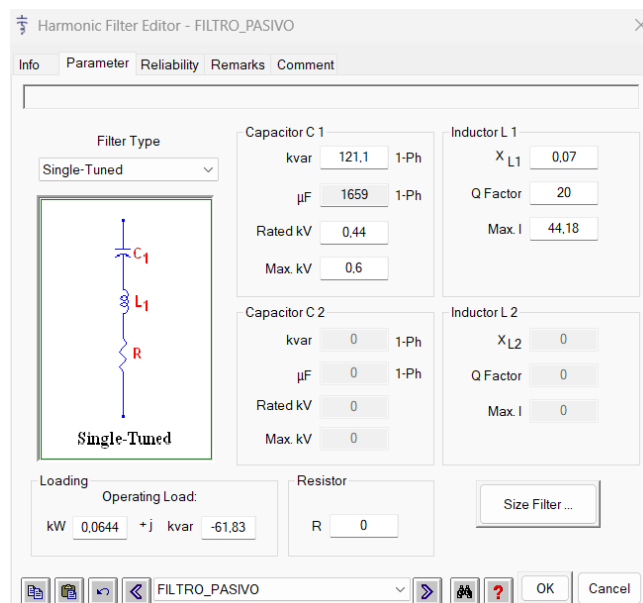 Harmonic Filter Editor - FILTRO_PASIVO
Info Parameter Reliability Remarks Comment
Filter Type
Single-Tuned
C1
L1
R
Single-Tuned
Capacitor C 1
kvar 121,1 1-Ph
µF 1659 1-Ph
Rated kV 0,44
Max. kV 0,6
Inductor L 1
XL1 0,07
Q Factor 20
Max. I 44,18
Capacitor C 2
kvar 0 1-Ph
µF 0 1-Ph
Rated kV 0
Max. kV 0
Inductor L 2
XL2 0
Q Factor 0
Max. I 0
Loading
Operating Load:
kW 0,0644 +j kvar -61,83
Resistor
R 0
Size Filter ...
FILTRO_PASIVO
?
OK
Cancel